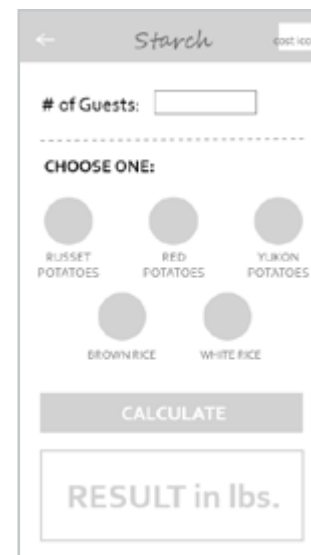 Starch
cost ico
# of Guests:
CHOOSE ONE:
RUSSET
POTATOES
RED
POTATOES
YUKON
POTATOES
BROWN RICE
WHITE RICE
CALCULATE
RESULT in lbs.